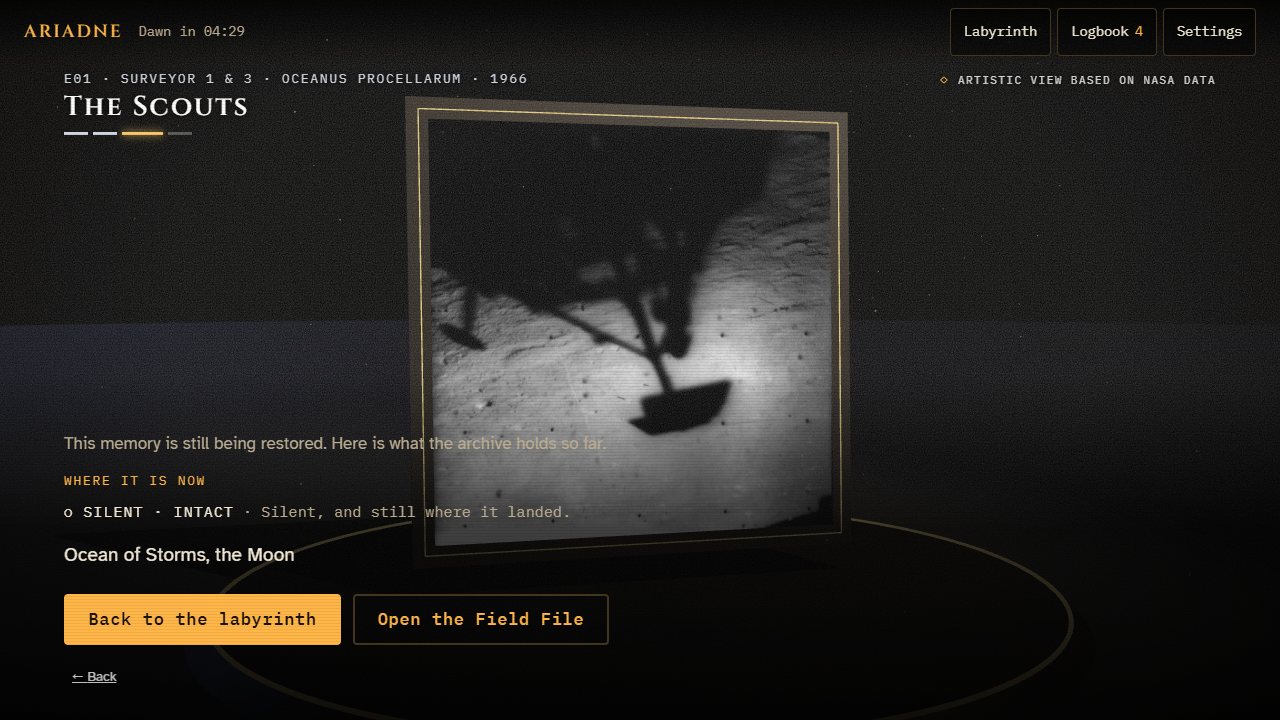 ARIADNE Dawn in 04:29 Labyrinth Logbook 4 Settings
E01 · SURVEYOR 1 & 3 · OCEANUS PROCELLARUM · 1966
◇ ARTISTIC VIEW BASED ON NASA DATA
The Scouts
This memory is still being restored. Here is what the archive holds so far.
WHERE IT IS NOW
○ SILENT · INTACT · Silent, and still where it landed.
Ocean of Storms, the Moon
Back to the labyrinth Open the Field File
← Back